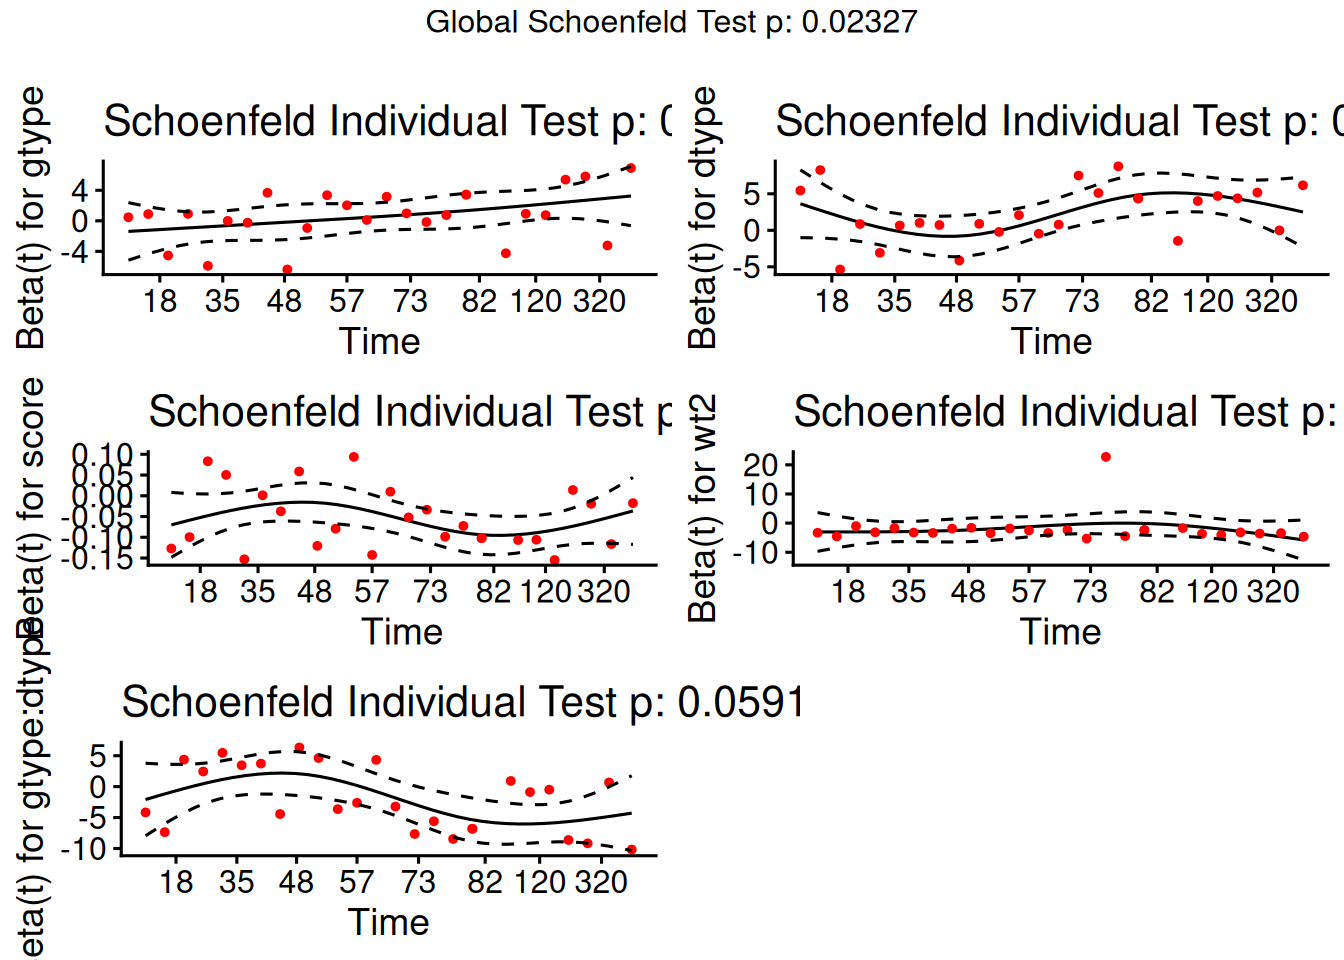 Global Schoenfeld Test p: 0.02327
Schoenfeld Individual Test p: 0
Beta(t) for gtype
4
0
-4
18 35 48 57 73 82 120 320
Time
Schoenfeld Individual Test p: 0
Beta(t) for dtype
5
0
-5
18 35 48 57 73 82 120 320
Time
Schoenfeld Individual Test p
Beta(t) for score
0.10
0.05
0.00
-0.05
-0.10
-0.15
18 35 48 57 73 82 120 320
Time
Schoenfeld Individual Test p:
Beta(t) for wt2
20
10
0
-10
18 35 48 57 73 82 120 320
Time
Schoenfeld Individual Test p: 0.0591
eta(t) for gtype:dtype
5
0
-5
-10
18 35 48 57 73 82 120 320
Time